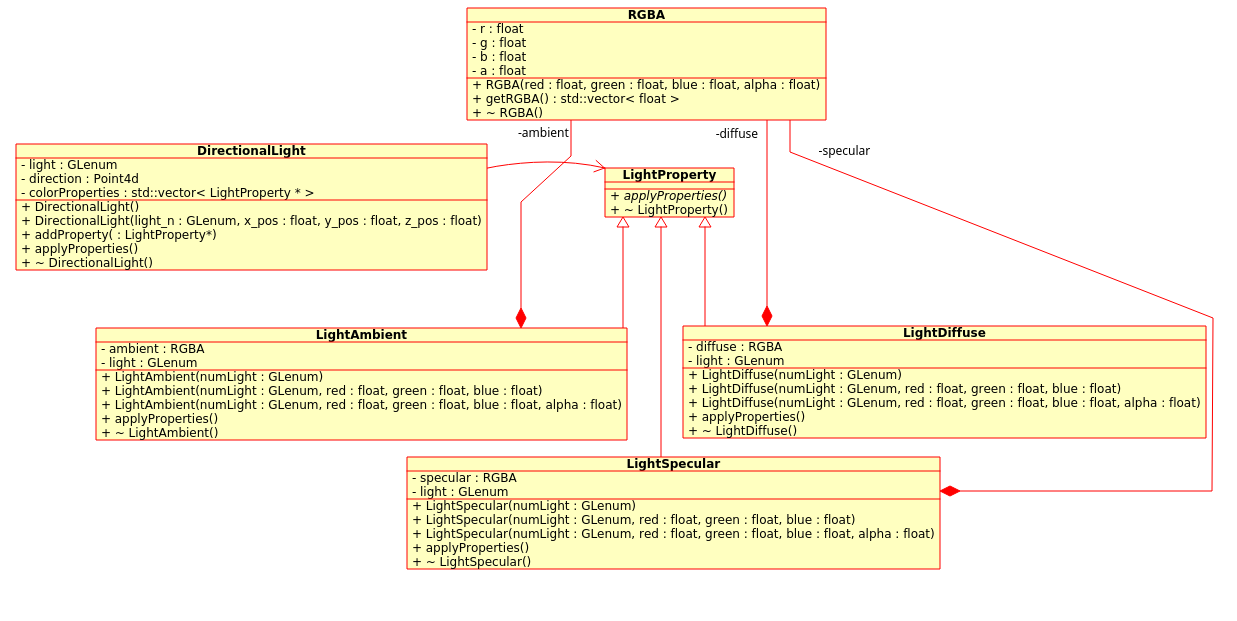 RGBA
- r : float
- g : float
- b : float
- a : float
+ RGBA(red : float, green : float, blue : float, alpha : float)
+ getRGBA() : std::vector< float >
+ ~ RGBA()
-ambient
-diffuse
-specular
DirectionalLight
- light : GLenum
- direction : Point4d
- colorProperties : std::vector< LightProperty * >
+ DirectionalLight()
+ DirectionalLight(light_n : GLenum, x_pos : float, y_pos : float, z_pos : float)
+ addProperty( : LightProperty*)
+ applyProperties()
+ ~ DirectionalLight()
LightProperty
+ applyProperties()
+ ~ LightProperty()
LightAmbient
- ambient : RGBA
- light : GLenum
+ LightAmbient(numLight : GLenum)
+ LightAmbient(numLight : GLenum, red : float, green : float, blue : float)
+ LightAmbient(numLight : GLenum, red : float, green : float, blue : float, alpha : float)
+ applyProperties()
+ ~ LightAmbient()
LightDiffuse
- diffuse : RGBA
- light : GLenum
+ LightDiffuse(numLight : GLenum)
+ LightDiffuse(numLight : GLenum, red : float, green : float, blue : float)
+ LightDiffuse(numLight : GLenum, red : float, green : float, blue : float, alpha : float)
+ applyProperties()
+ ~ LightDiffuse()
LightSpecular
- specular : RGBA
- light : GLenum
+ LightSpecular(numLight : GLenum)
+ LightSpecular(numLight : GLenum, red : float, green : float, blue : float)
+ LightSpecular(numLight : GLenum, red : float, green : float, blue : float, alpha : float)
+ applyProperties()
+ ~ LightSpecular()